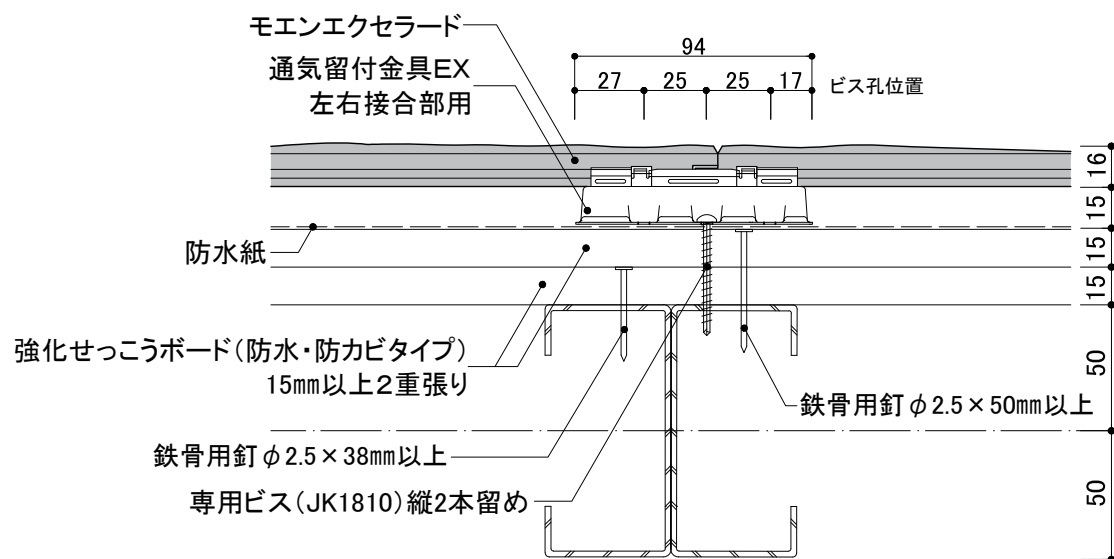 モエンエクセラード
通気留付金具EX
左右接合部用
94
27 25 25 17 ビス孔位置
16
15
防水紙
15
15
強化せっこうボード(防水・防カビタイプ)
15mm以上2重張り
50
鉄骨用釘φ2.5×50mm以上
鉄骨用釘φ2.5×38mm以上
専用ビス(JK1810)縦2本留め
50